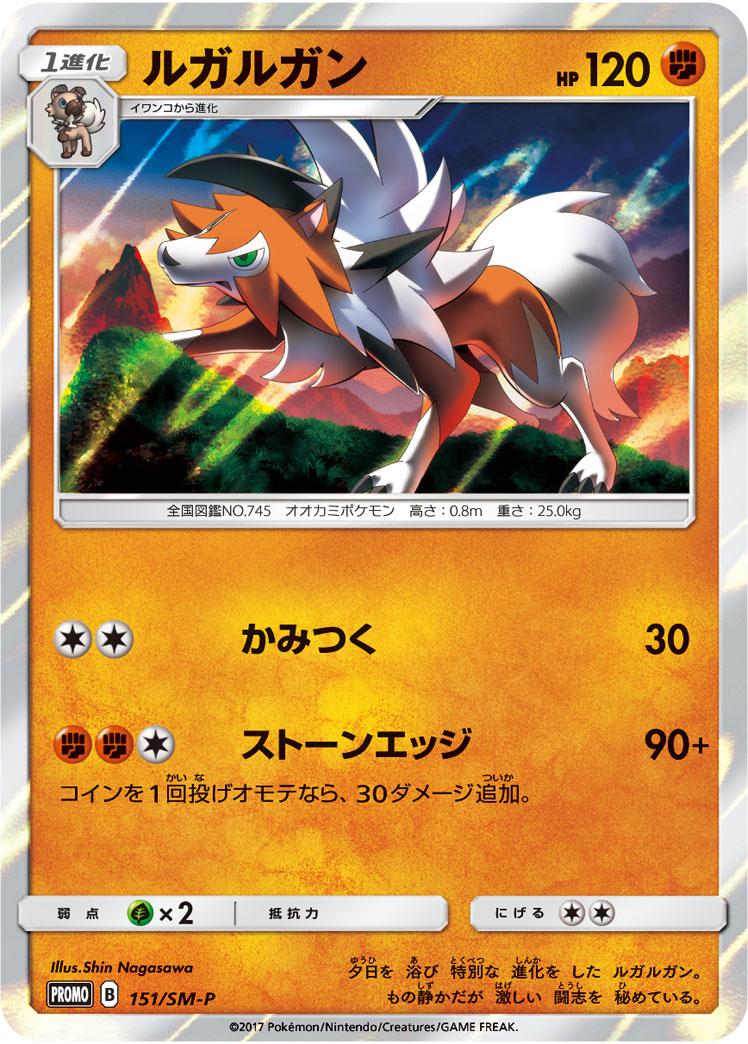 1進化
ルガルガン
HP 120
イワンコから進化
全国図鑑NO.745 オオカミポケモン 高さ：0.8m 重さ：25.0kg
かみつく 30
ストーンエッジ 90+
コインを1回投げオモテなら、30ダメージ追加。
弱点 ×2 抵抗力 にげる
Illus.Shin Nagasawa
PROMO B 151/SM-P
夕日を 浴び 特別な 進化を した ルガルガン。
もの静かだが 激しい 闘志を 秘めている。
©2017 Pokémon/Nintendo/Creatures/GAME FREAK.